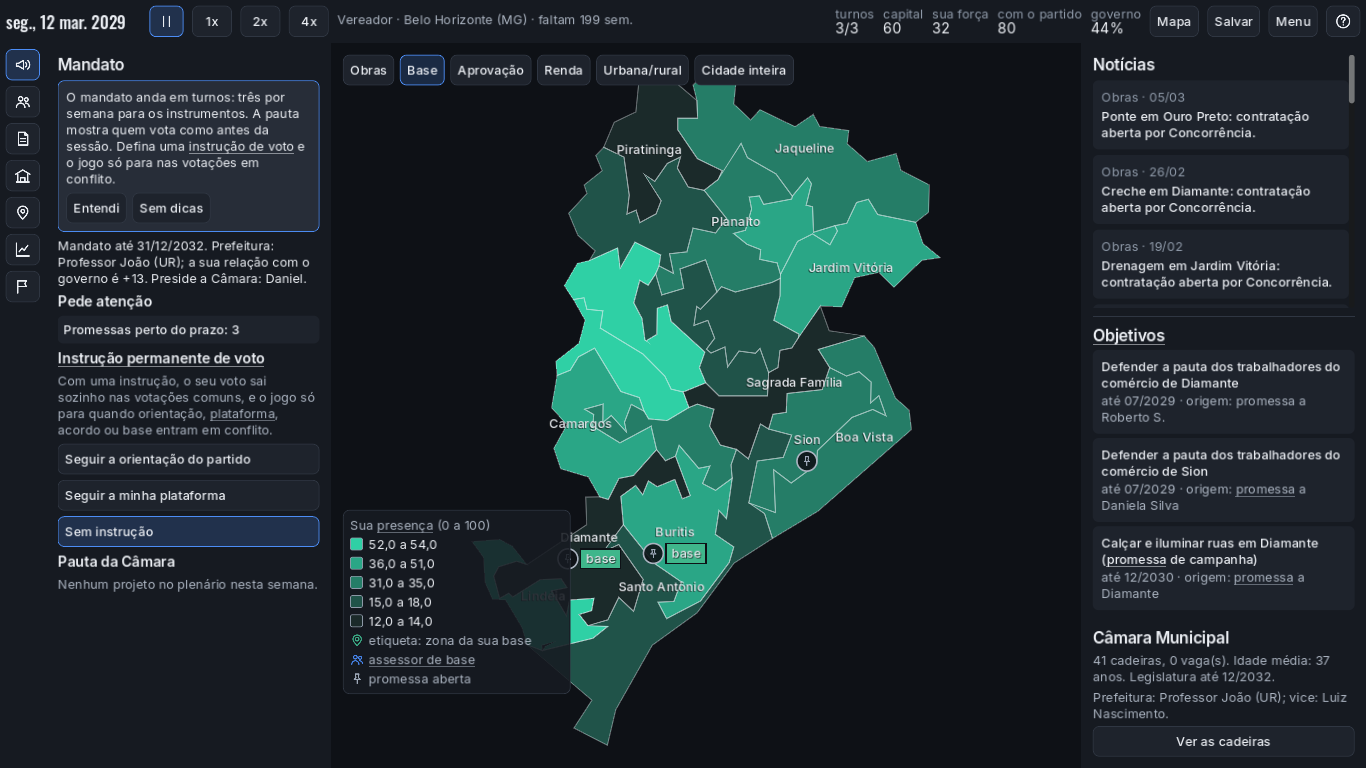 seg., 12 mar. 2029
1x
2x
4x
Vereador · Belo Horizonte (MG) · faltam 199 sem.
turnos
3/3
capital
60
sua força
32
com o partido
80
governo
44%
Mapa
Salvar
Menu
Mandato
O mandato anda em turnos: três por
semana para os instrumentos. A pauta
mostra quem vota como antes da
sessão. Defina uma instrução de voto e
o jogo só para nas votações em
conflito.
Entendi
Sem dicas
Mandato até 31/12/2032. Prefeitura:
Professor João (UR); a sua relação com o
governo é +13. Preside a Câmara: Daniel.
Pede atenção
Promessas perto do prazo: 3
Instrução permanente de voto
Com uma instrução, o seu voto sai
sozinho nas votações comuns, e o jogo só
para quando orientação, plataforma,
acordo ou base entram em conflito.
Seguir a orientação do partido
Seguir a minha plataforma
Sem instrução
Pauta da Câmara
Nenhum projeto no plenário nesta semana.
Obras
Base
Aprovação
Renda
Urbana/rural
Cidade inteira
Piratininga
Jaqueline
Planalto
Jardim Vitória
Sagrada Família
Camargos
Sion
Boa Vista
Buritis
base
Diamante
base
Santo Antônio
Lindéia
Sua presença (0 a 100)
52,0 a 54,0
36,0 a 51,0
31,0 a 35,0
15,0 a 18,0
12,0 a 14,0
etiqueta: zona da sua base
assessor de base
promessa aberta
Notícias
Obras · 05/03
Ponte em Ouro Preto: contratação
aberta por Concorrência.
Obras · 26/02
Creche em Diamante: contratação
aberta por Concorrência.
Obras · 19/02
Drenagem em Jardim Vitória:
contratação aberta por Concorrência.
Objetivos
Defender a pauta dos trabalhadores do
comércio de Diamante
até 07/2029 · origem: promessa a
Roberto S.
Defender a pauta dos trabalhadores do
comércio de Sion
até 07/2029 · origem: promessa a
Daniela Silva
Calçar e iluminar ruas em Diamante
(promessa de campanha)
até 12/2030 · origem: promessa a
Diamante
Câmara Municipal
41 cadeiras, 0 vaga(s). Idade média: 37
anos. Legislatura até 12/2032.
Prefeitura: Professor João (UR); vice: Luiz
Nascimento.
Ver as cadeiras